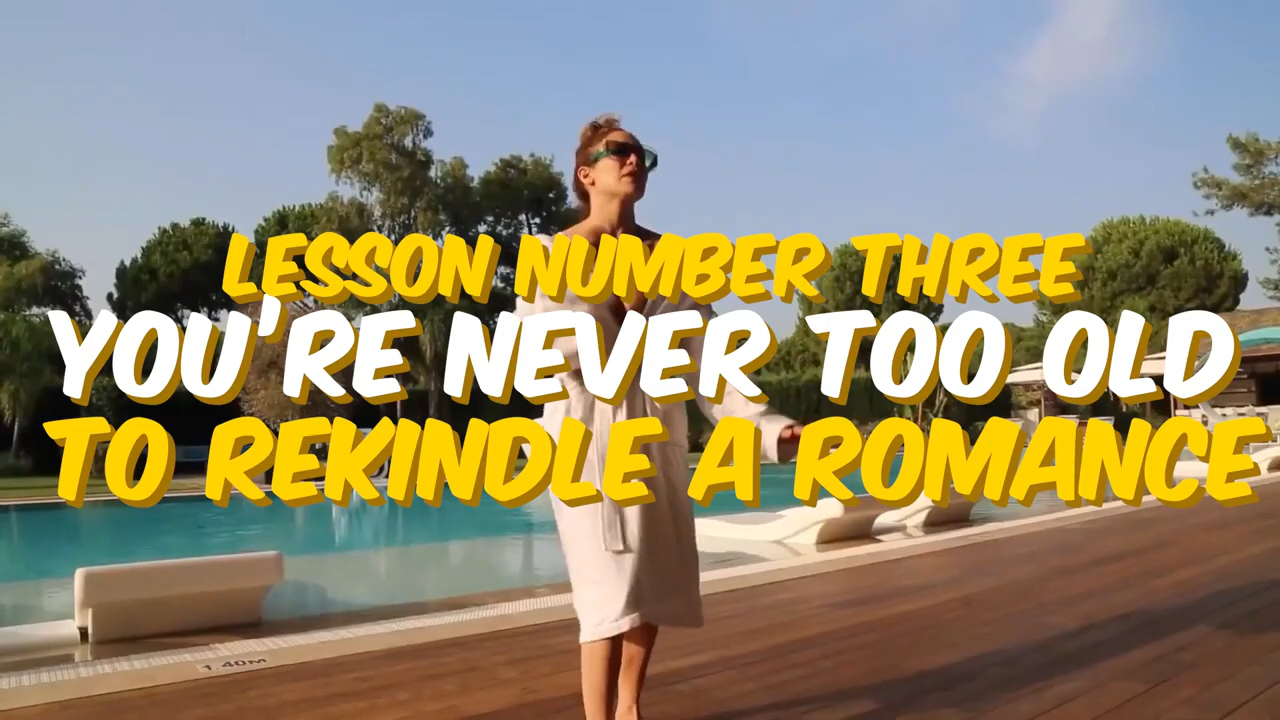 LESSON NUMBER THREE
YOU'RE NEVER TOO OLD
TO REKINDLE A ROMANCE
1.40M